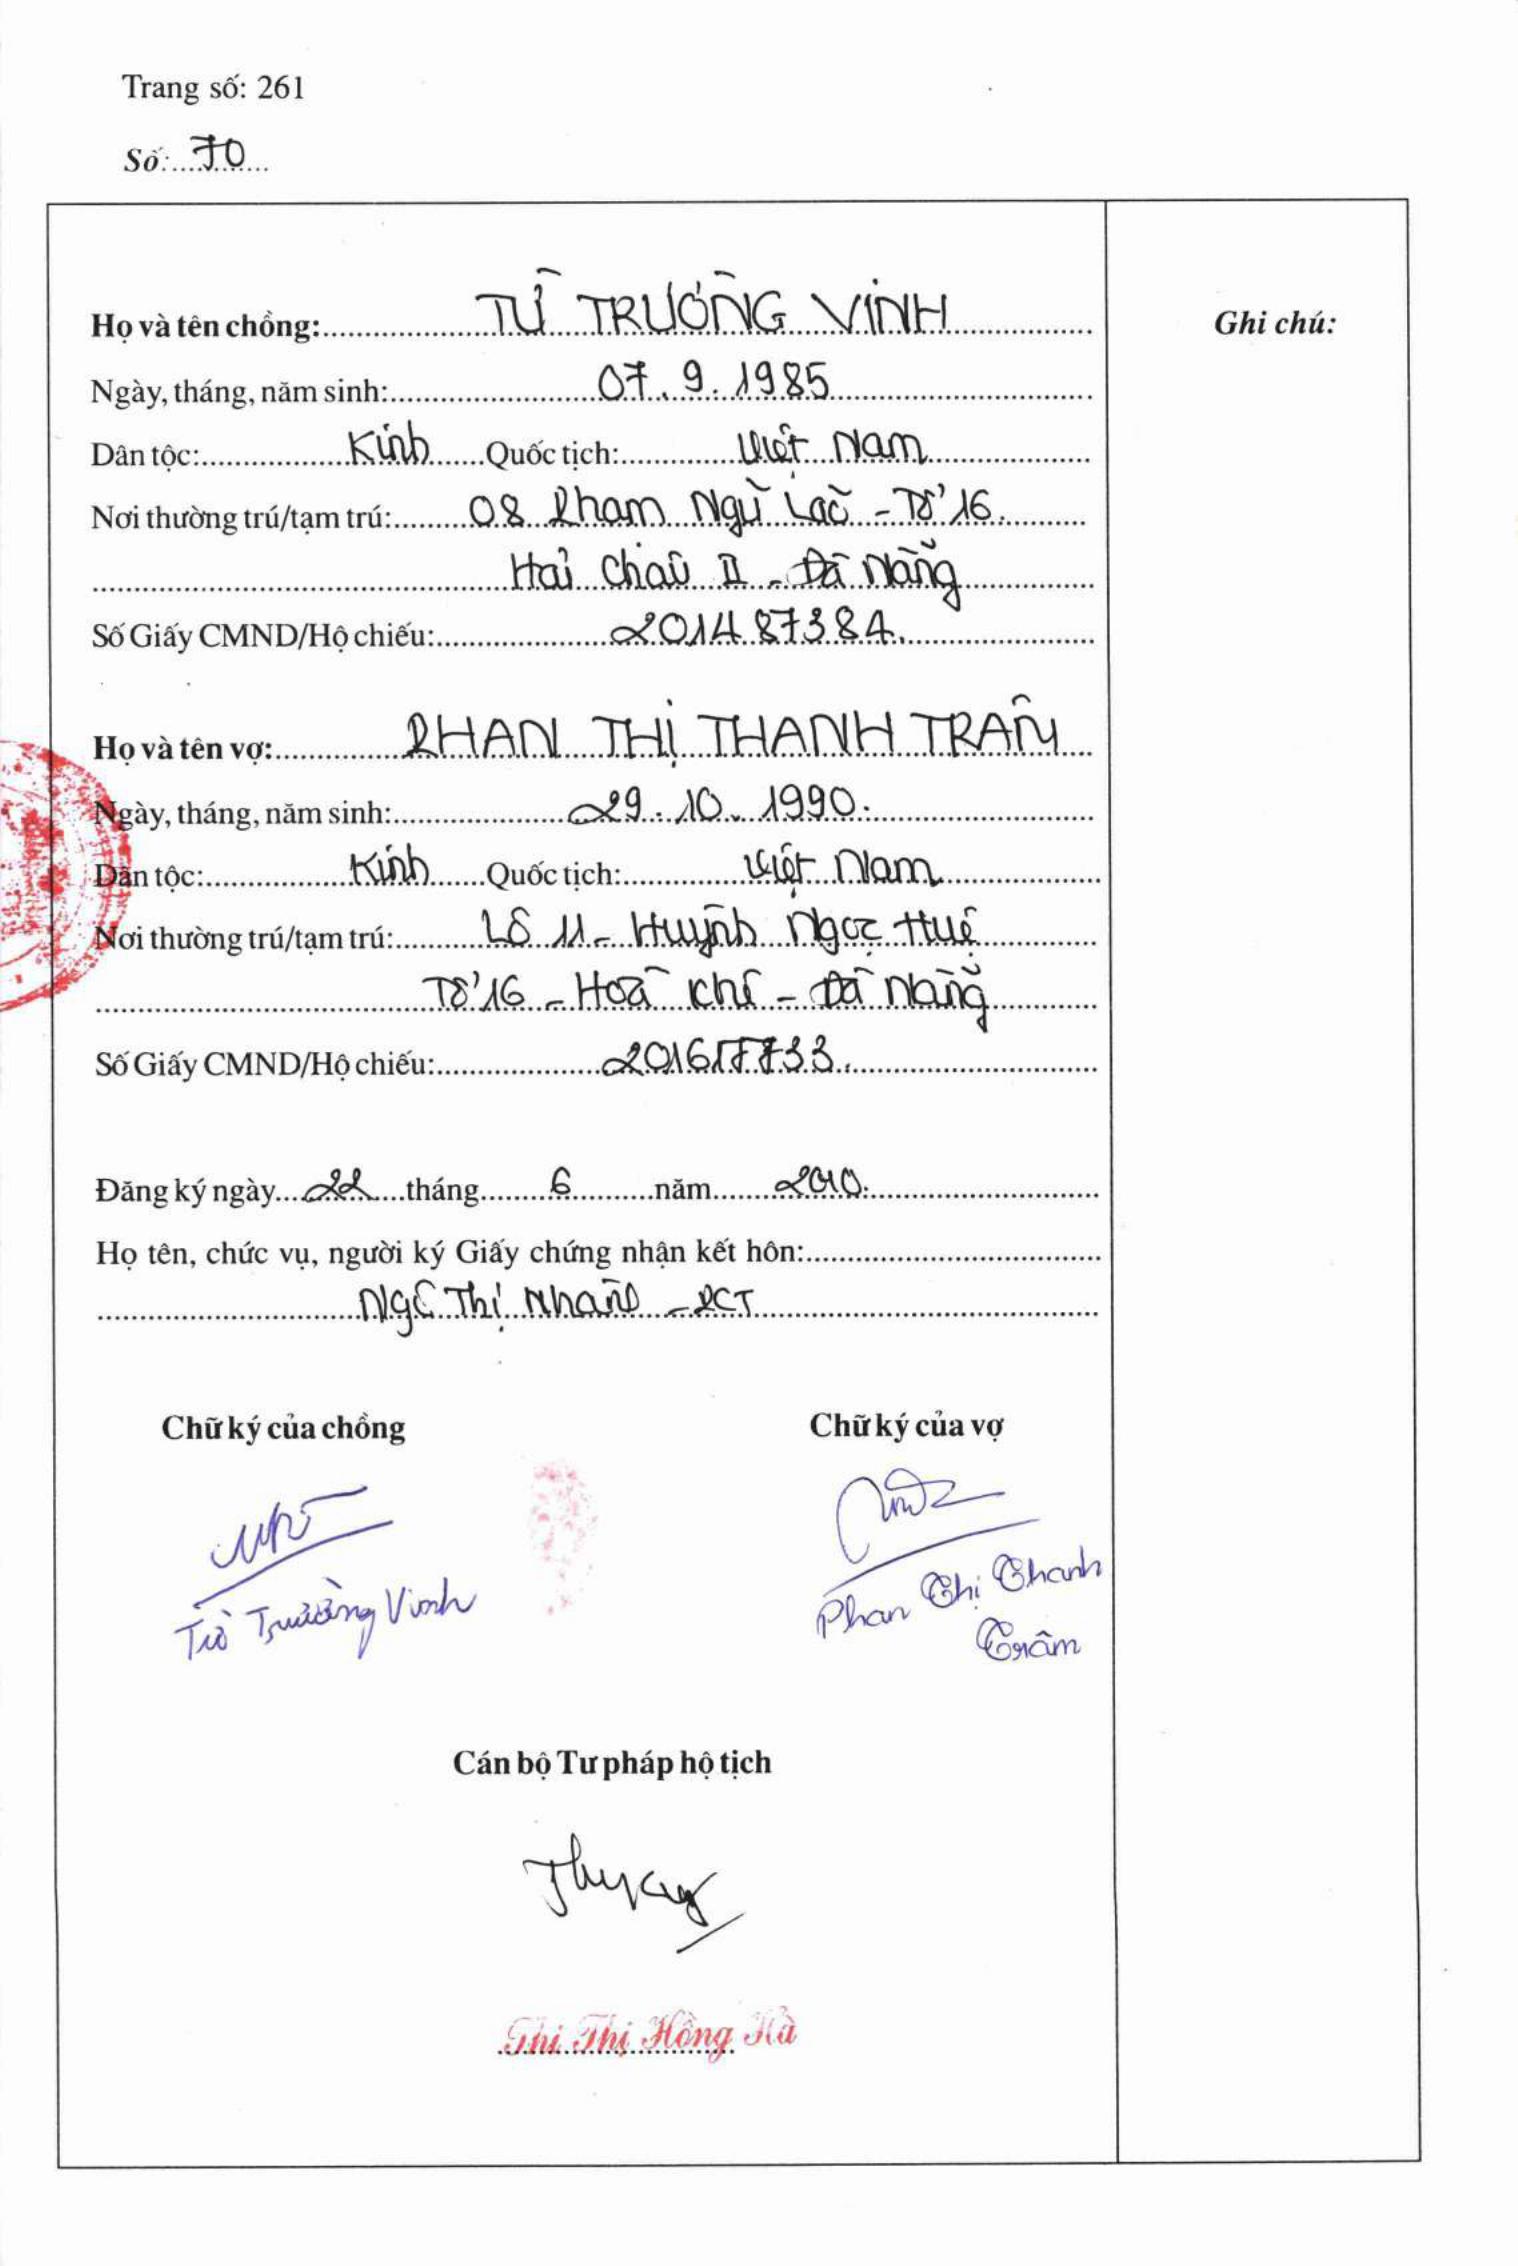 Trang số: 261
Số: 70
Họ và tên chồng: TỪ TRƯỜNG VINH
Ghi chú:
Ngày, tháng, năm sinh: 07.9.1985
Dân tộc: Kinh Quốc tịch: Việt Nam
Nơi thường trú/tạm trú: 08 Phạm Ngũ Lão - Tổ 16
Hải Châu II - Đà Nẵng
Số Giấy CMND/Hộ chiếu: 201487384.
Họ và tên vợ: PHAN THỊ THANH TRÂM
Ngày, tháng, năm sinh: 29.10.1990.
Dân tộc: Kinh Quốc tịch: Việt Nam
Nơi thường trú/tạm trú: Lô 11 - Huỳnh Ngọc Huệ
Tổ 16 - Hoà Khê - Đà Nẵng
Số Giấy CMND/Hộ chiếu:
Đăng ký ngày 22 tháng 6 năm 2010.
Họ tên, chức vụ, người ký Giấy chứng nhận kết hôn:
Ngô Thị Nhàn - PCT
Chữ ký của chồng Chữ ký của vợ
Từ Trường Vinh
Phan Thị Thanh
Trâm
Cán bộ Tư pháp hộ tịch
Thi Thị Hồng Hà